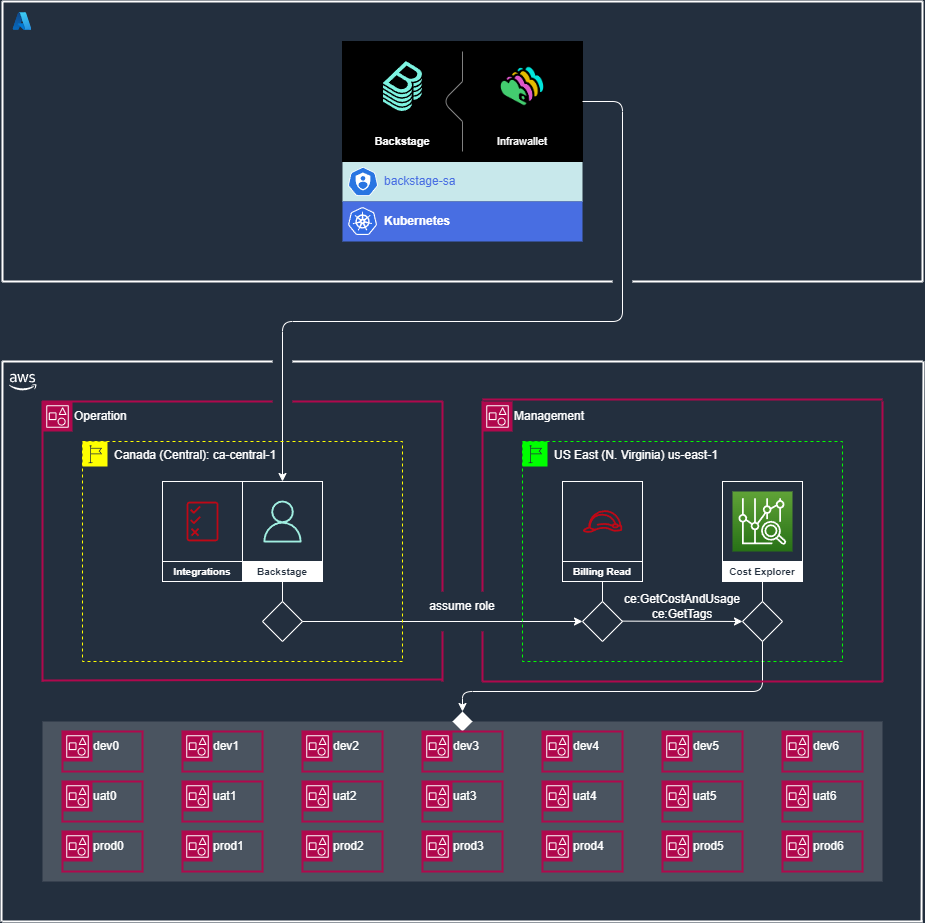 Backstage
Infrawallet
backstage-sa
Kubernetes
aws
Operation
Management
Canada (Central): ca-central-1
US East (N. Virginia) us-east-1
Integrations
Backstage
Billing Read
Cost Explorer
assume role
ce:GetCostAndUsage
ce:GetTags
dev0
dev1
dev2
dev3
dev4
dev5
dev6
uat0
uat1
uat2
uat3
uat4
uat5
uat6
prod0
prod1
prod2
prod3
prod4
prod5
prod6